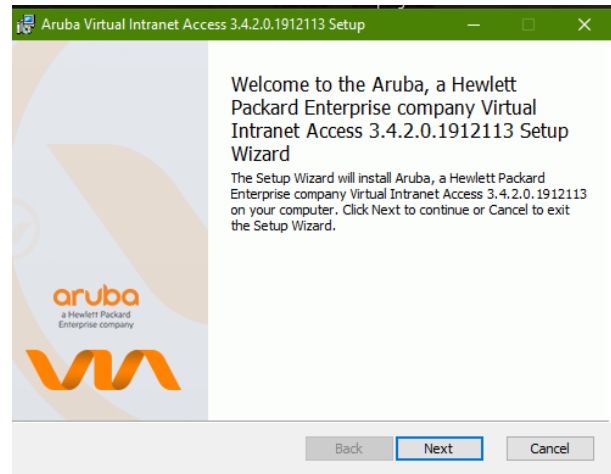 Aruba Virtual Intranet Access 3.4.2.0.1912113 Setup
Welcome to the Aruba, a Hewlett
Packard Enterprise company Virtual
Intranet Access 3.4.2.0.1912113 Setup
Wizard
The Setup Wizard will install Aruba, a Hewlett Packard
Enterprise company Virtual Intranet Access 3.4.2.0.1912113
on your computer. Click Next to continue or Cancel to exit
the Setup Wizard.
aruba
a Hewlett Packard
Enterprise company
VIA
Back Next Cancel